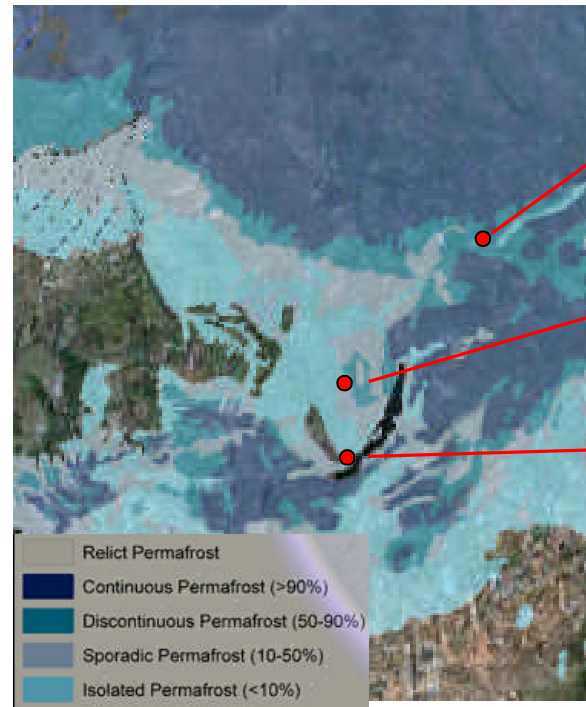 Relict Permafrost
Continuous Permafrost (>90%)
Discontinuous Permafrost (50-90%)
Sporadic Permafrost (10-50%)
Isolated Permafrost (<10%)